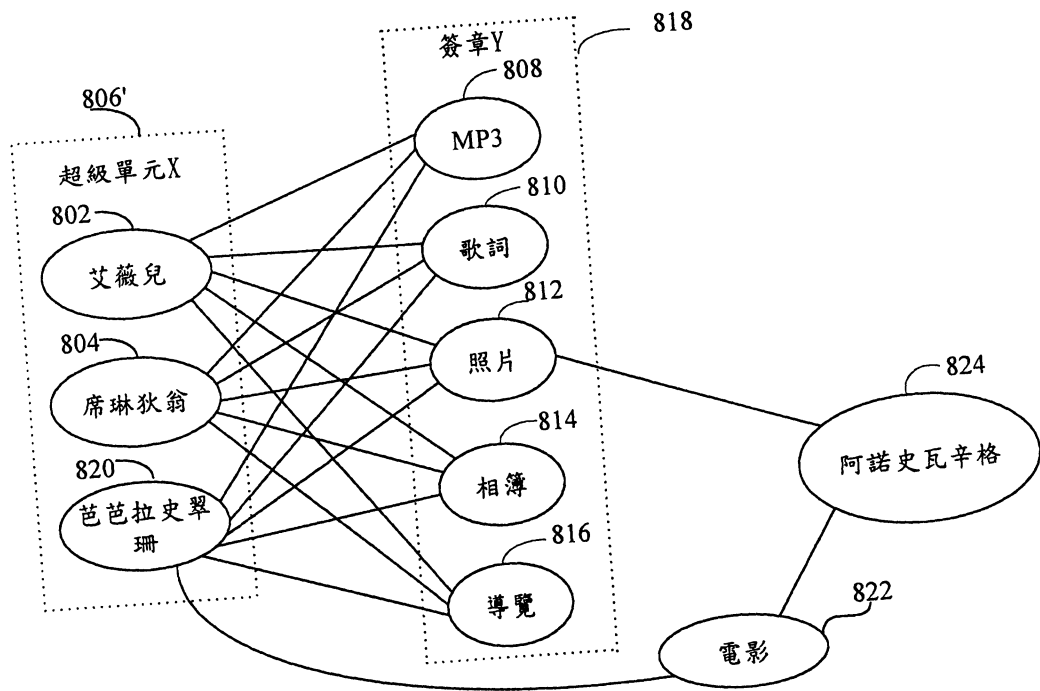 806'
超級單元X
802
艾薇兒
804
席琳狄翁
820
芭芭拉史翠
珊
簽章Y
818
808
MP3
810
歌詞
812
照片
814
相簿
816
導覽
824
阿諾史瓦辛格
822
電影